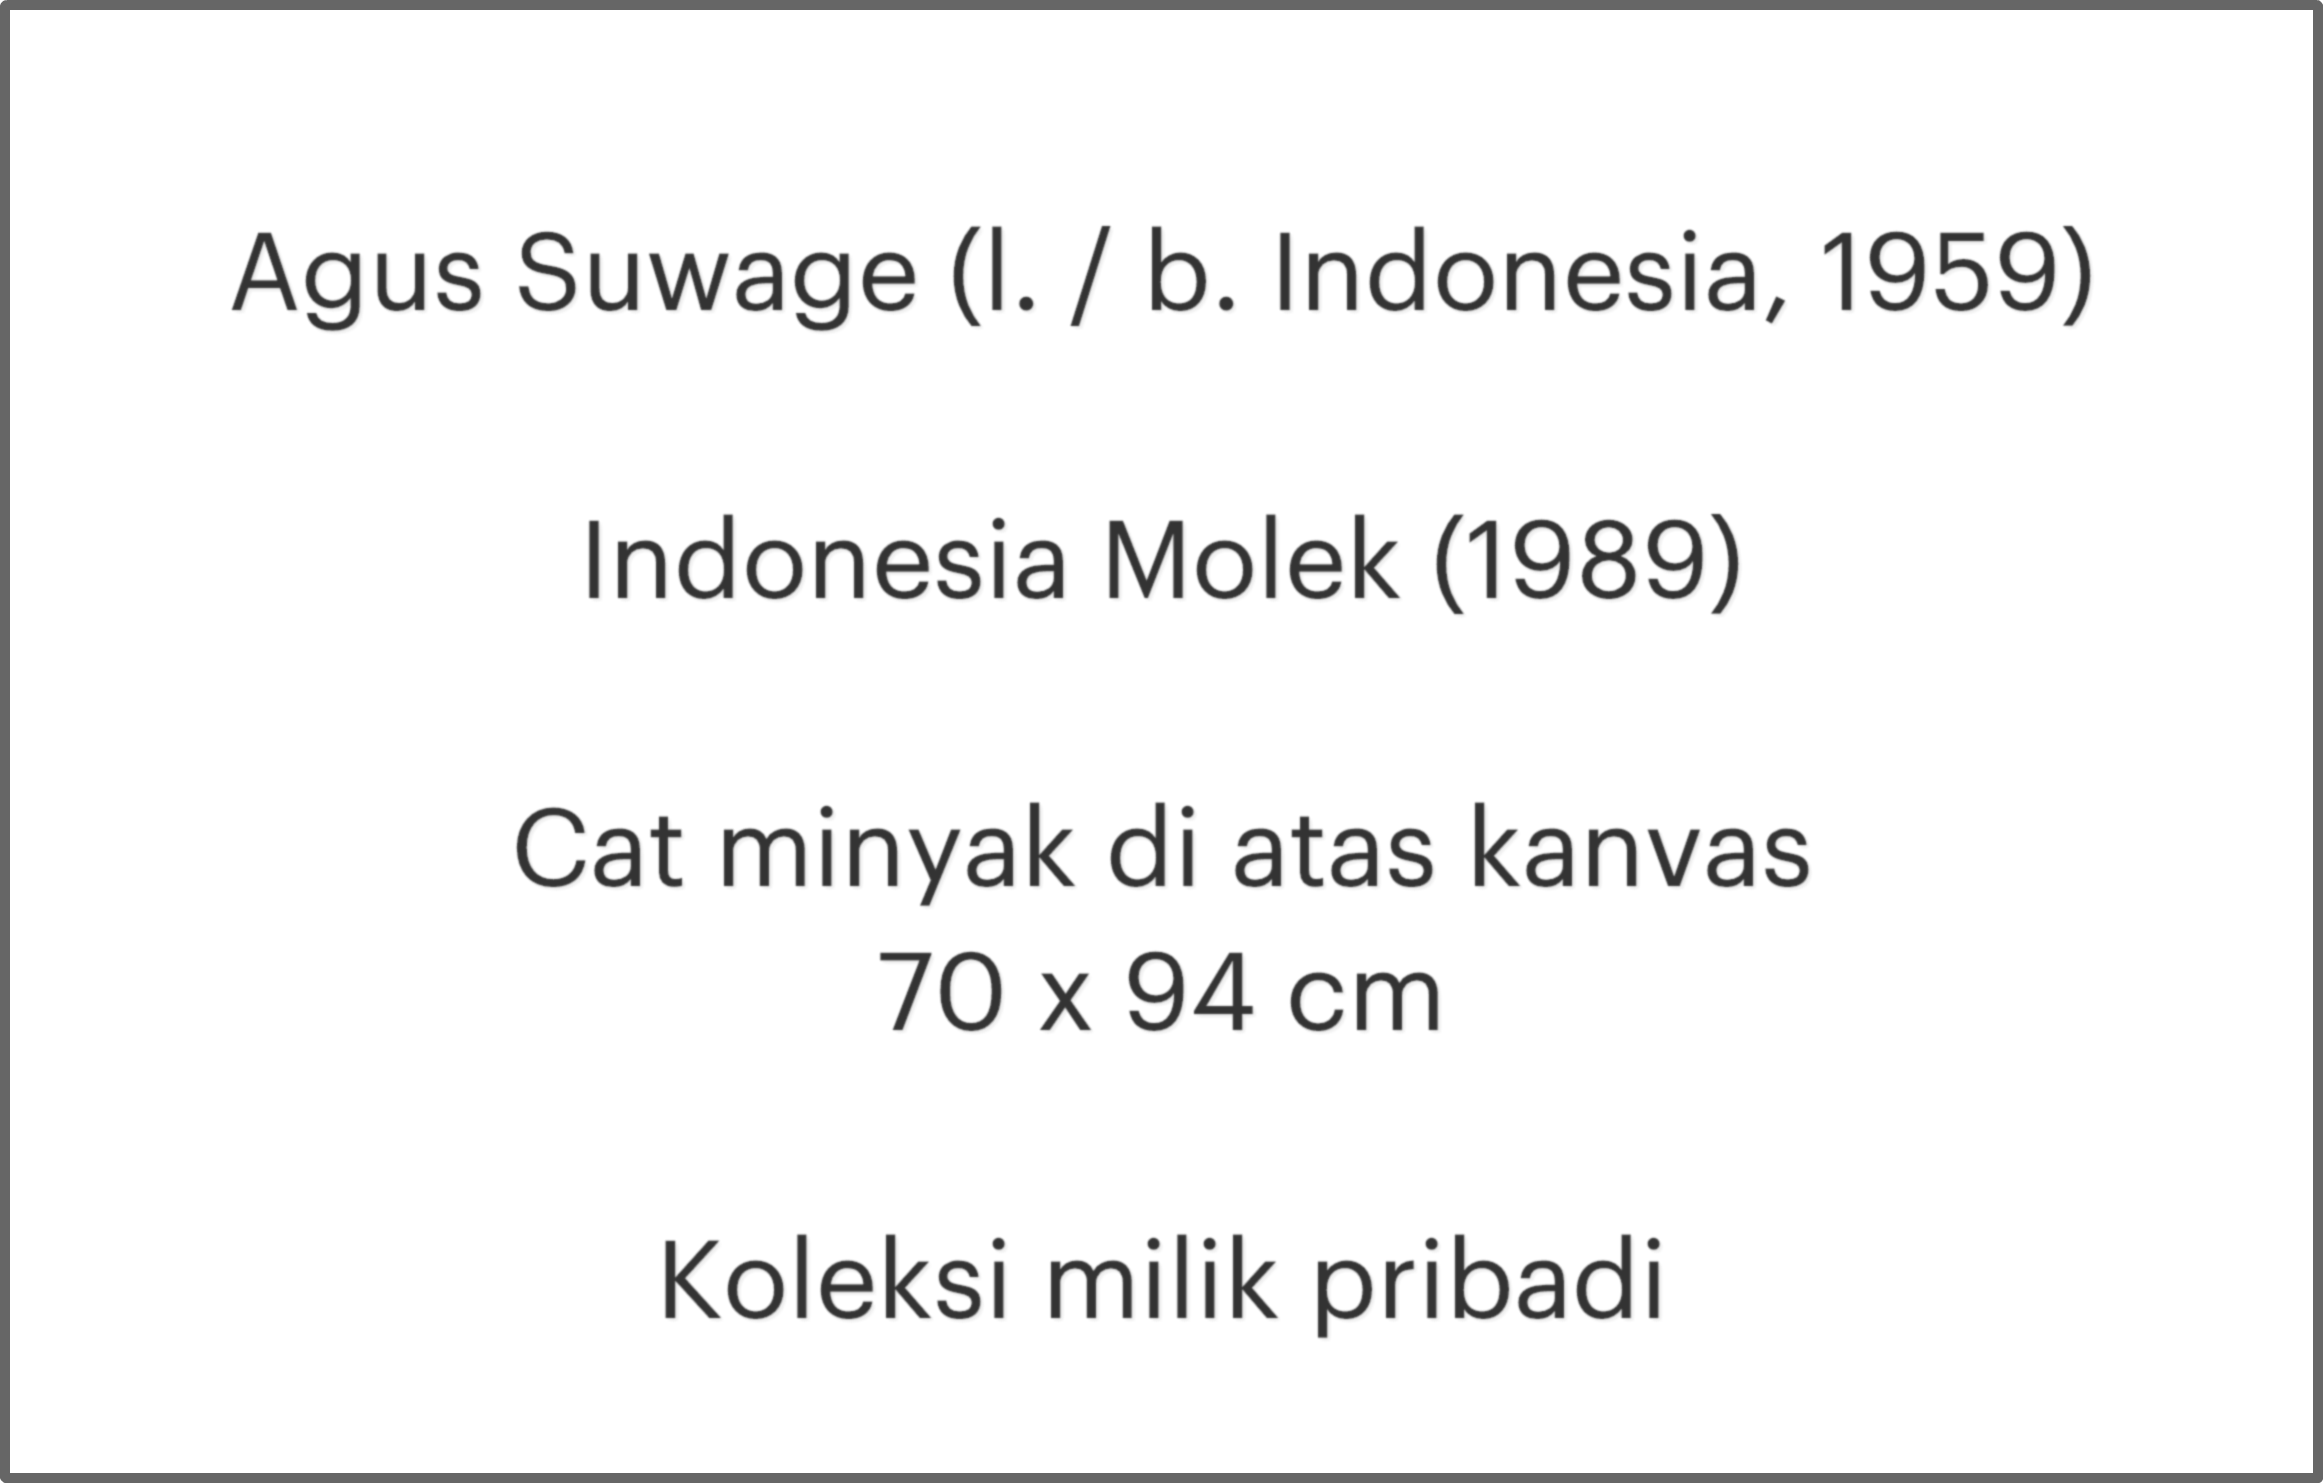 Agus Suwage (l. / b. Indonesia, 1959)
Indonesia Molek (1989)
Cat minyak di atas kanvas
70 x 94 cm
Koleksi milik pribadi